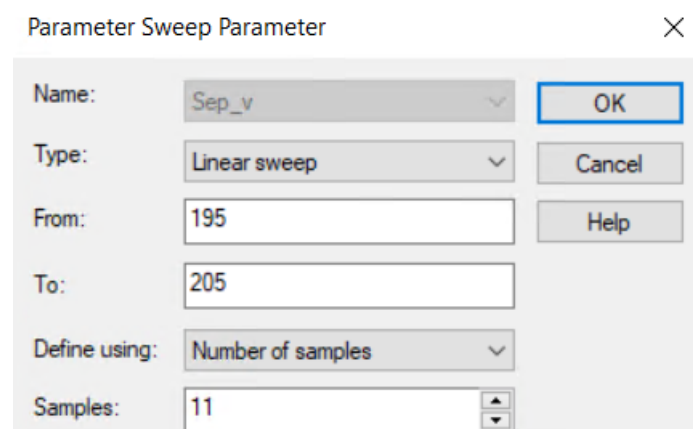 Parameter Sweep Parameter
Name: Sep_v OK
Type: Linear sweep Cancel
From: 195 Help
To: 205
Define using: Number of samples
Samples: 11